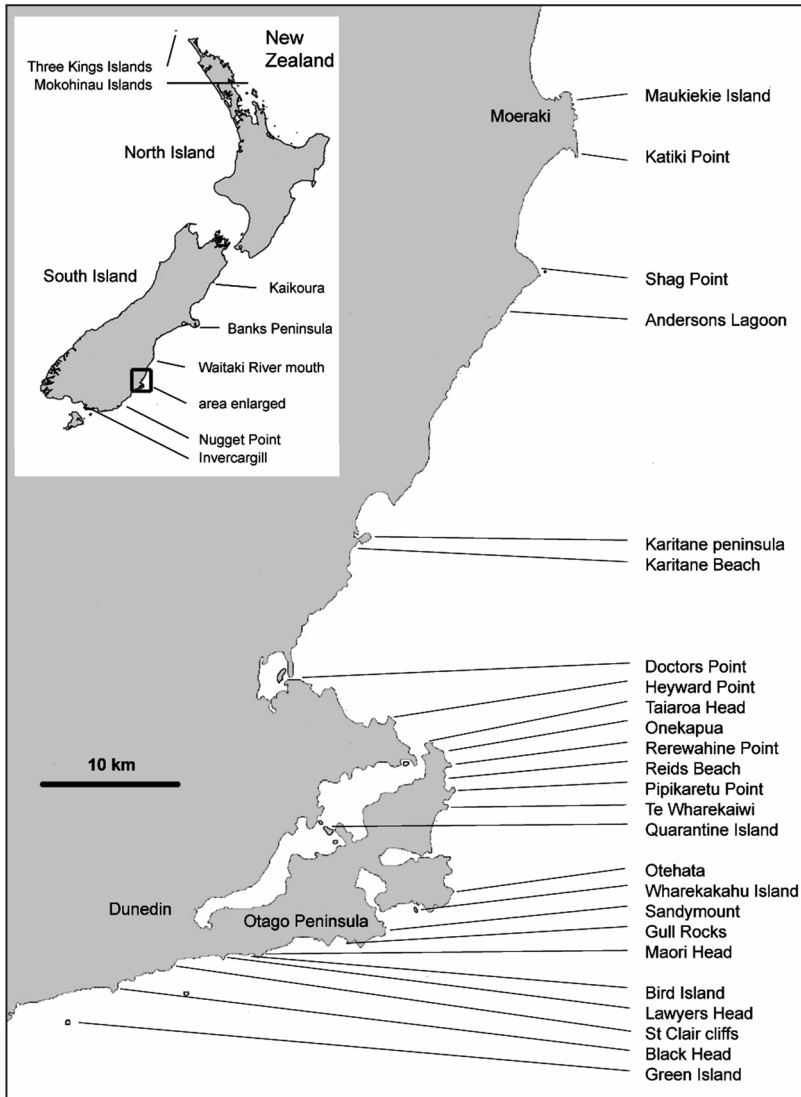 New
Zealand
Three Kings Islands
Mokohinau Islands
North Island
South Island
Kaikoura
Banks Peninsula
Waitaki River mouth
area enlarged
Nugget Point
Invercargill
Moeraki
Maukiekie Island
Katiki Point
Shag Point
Andersons Lagoon
Karitane peninsula
Karitane Beach
Doctors Point
Heyward Point
Taiaroa Head
Onekapua
Rerewahine Point
Reids Beach
Pipikaretu Point
Te Wharekaiwi
Quarantine Island
10 km
Otehata
Wharekakahu Island
Sandymount
Gull Rocks
Maori Head
Dunedin
Otago Peninsula
Bird Island
Lawyers Head
St Clair cliffs
Black Head
Green Island